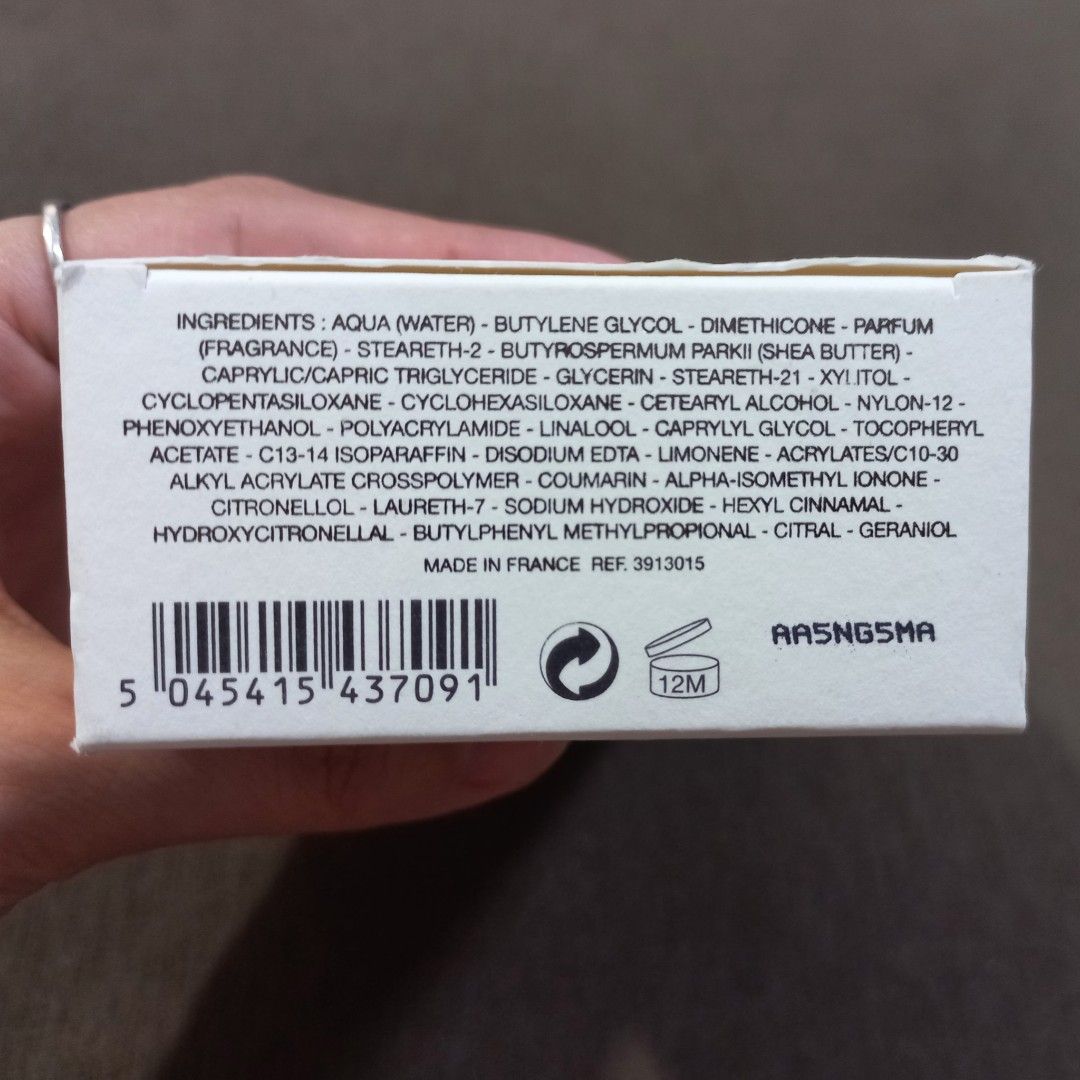 INGREDIENTS : AQUA (WATER) - BUTYLENE GLYCOL - DIMETHICONE - PARFUM
(FRAGRANCE) - STEARETH-2 - BUTYROSPERMUM PARKII (SHEA BUTTER) -
CAPRYLIC/CAPRIC TRIGLYCERIDE - GLYCERIN - STEARETH-21 - XYLITOL -
CYCLOPENTASILOXANE - CYCLOHEXASILOXANE - CETEARYL ALCOHOL - NYLON-12 -
PHENOXYETHANOL - POLYACRYLAMIDE - LINALOOL - CAPRYLYL GLYCOL - TOCOPHERYL
ACETATE - C13-14 ISOPARAFFIN - DISODIUM EDTA - LIMONENE - ACRYLATES/C10-30
ALKYL ACRYLATE CROSSPOLYMER - COUMARIN - ALPHA-ISOMETHYL IONONE -
CITRONELLOL - LAURETH-7 - SODIUM HYDROXIDE - HEXYL CINNAMAL -
HYDROXYCITRONELLAL - BUTYLPHENYL METHYLPROPIONAL - CITRAL - GERANIOL
MADE IN FRANCE REF. 3913015
AA5NG5MA
12M
5 045415 437091